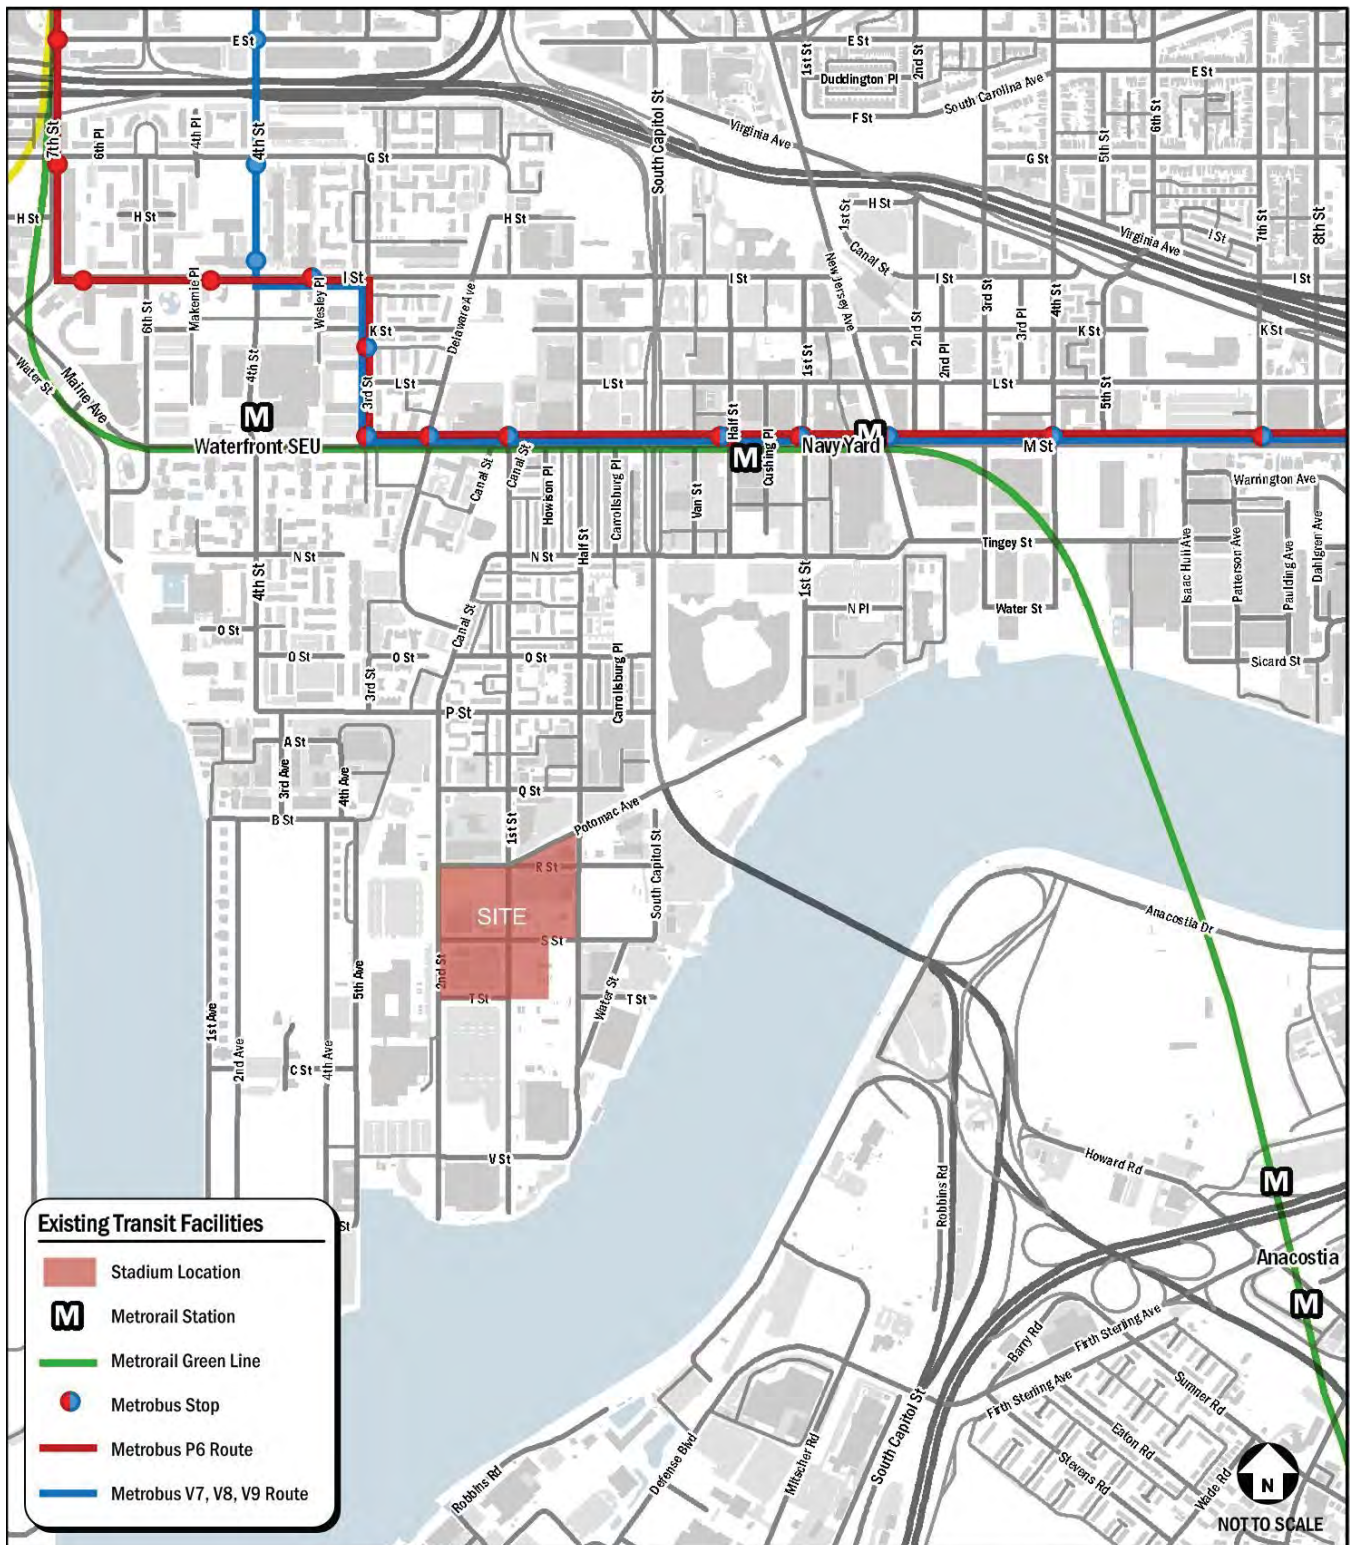 E St
E St
1st St
2nd St
Duddington Pl
E St
South Carolina Ave
F St
6th St
7th St
6th Pl
4th Pl
4th St
G St
South Capitol St
Virginia Ave
G St
5th St
H St
H St
H St
1st St
H St
Canal St
I St
Virginia Ave
7th St
8th St
Makemie Pl
Wesley Pl
I St
I St
New Jersey Ave
I St
3rd St
3rd Pl
4th St
I St
6th St
4th St
K St
Delaware Ave
1st St
2nd St
2nd Pl
K St
K St
Water St
Maine Ave
3rd St
L St
L St
L St
5th St
M
Waterfront SEU
Half St
Cushing Pl
M
M
Navy Yard
M St
Canal St
Canal St
Howison Pl
Carrollsburg Pl
Van St
Warrington Ave
N St
4th St
N St
Half St
1st St
Tingey St
Isaac Hull Ave
Patterson Ave
Paulding Ave
Dahlgren Ave
N Pl
Water St
O St
Canal St
O St
O St
O St
3rd St
Carrollsburg Pl
Sicard St
P St
A St
3rd Ave
4th Ave
Q St
B St
1st St
Potomac Ave
R St
South Capitol St
SITE
S St
Anacostia Dr
2nd St
T St
5th Ave
Water St
T St
1st Ave
2nd Ave
C St
4th Ave
V St
Howard Rd
M
Robbins Rd
St
Anacostia
M
Barry Rd
Firth Sterling Ave
Firth Sterling Ave
Sumner Rd
South Capitol St
Eaton Rd
Stevens Rd
Wade Rd
Defense Blvd
Mitscher Rd
Robbins Rd
Existing Transit Facilities
Stadium Location
M
Metrorail Station
Metrorail Green Line
Metrobus Stop
Metrobus P6 Route
Metrobus V7, V8, V9 Route
N
NOT TO SCALE